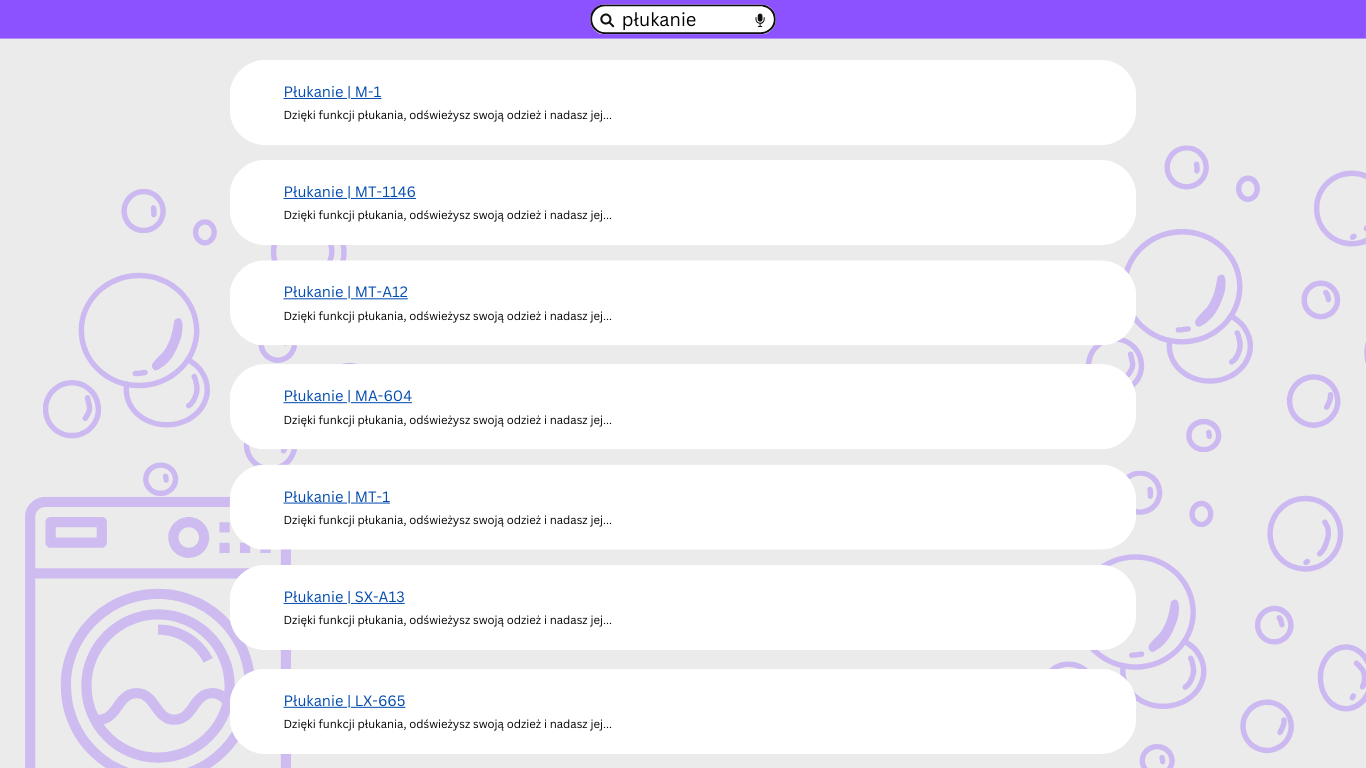 płukanie
Płukanie | M-1
Dzięki funkcji płukania, odświeżysz swoją odzież i nadasz jej...
Płukanie | MT-1146
Dzięki funkcji płukania, odświeżysz swoją odzież i nadasz jej...
Płukanie | MT-A12
Dzięki funkcji płukania, odświeżysz swoją odzież i nadasz jej...
Płukanie | MA-604
Dzięki funkcji płukania, odświeżysz swoją odzież i nadasz jej...
Płukanie | MT-1
Dzięki funkcji płukania, odświeżysz swoją odzież i nadasz jej...
Płukanie | SX-A13
Dzięki funkcji płukania, odświeżysz swoją odzież i nadasz jej...
Płukanie | LX-665
Dzięki funkcji płukania, odświeżysz swoją odzież i nadasz jej...